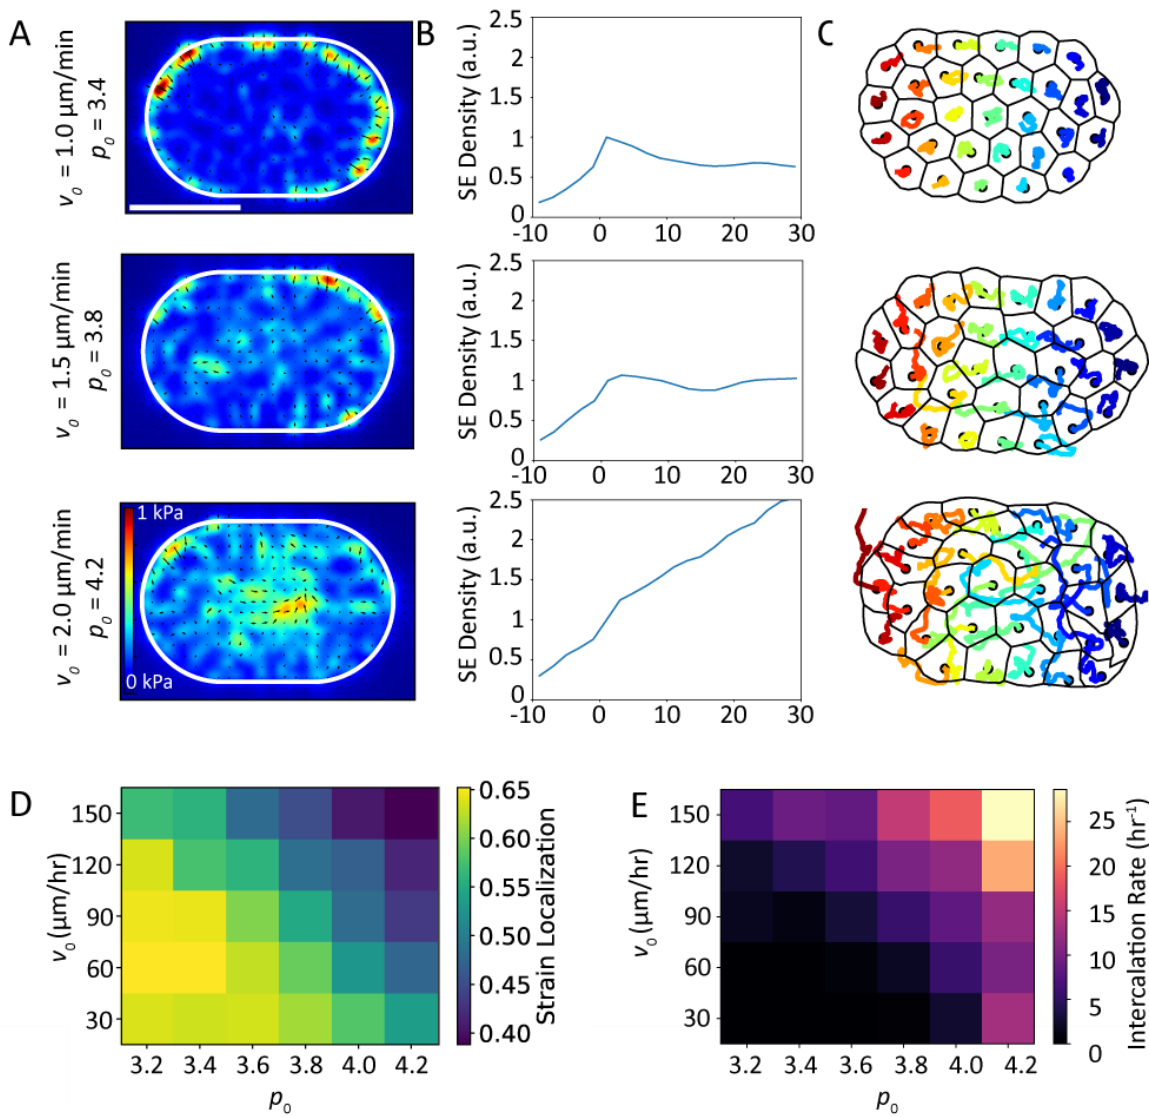 A
B
C
v₀ = 1.0 µm/min
p₀ = 3.4
SE Density (a.u.)
2.5
2
1.5
1
0.5
0
-10 0 10 20 30
v₀ = 1.5 µm/min
p₀ = 3.8
SE Density (a.u.)
2.5
2
1.5
1
0.5
0
-10 0 10 20 30
v₀ = 2.0 µm/min
p₀ = 4.2
1 kPa
0 kPa
SE Density (a.u.)
2.5
2
1.5
1
0.5
0
-10 0 10 20 30
D
v₀ (µm/hr)
150
120
90
60
30
3.2 3.4 3.6 3.8 4.0 4.2
p₀
0.65
0.60
0.55
0.50
0.45
0.40
Strain Localization
E
v₀ (µm/hr)
150
120
90
60
30
3.2 3.4 3.6 3.8 4.0 4.2
p₀
25
20
15
10
5
0
Intercalation Rate (hr⁻¹)